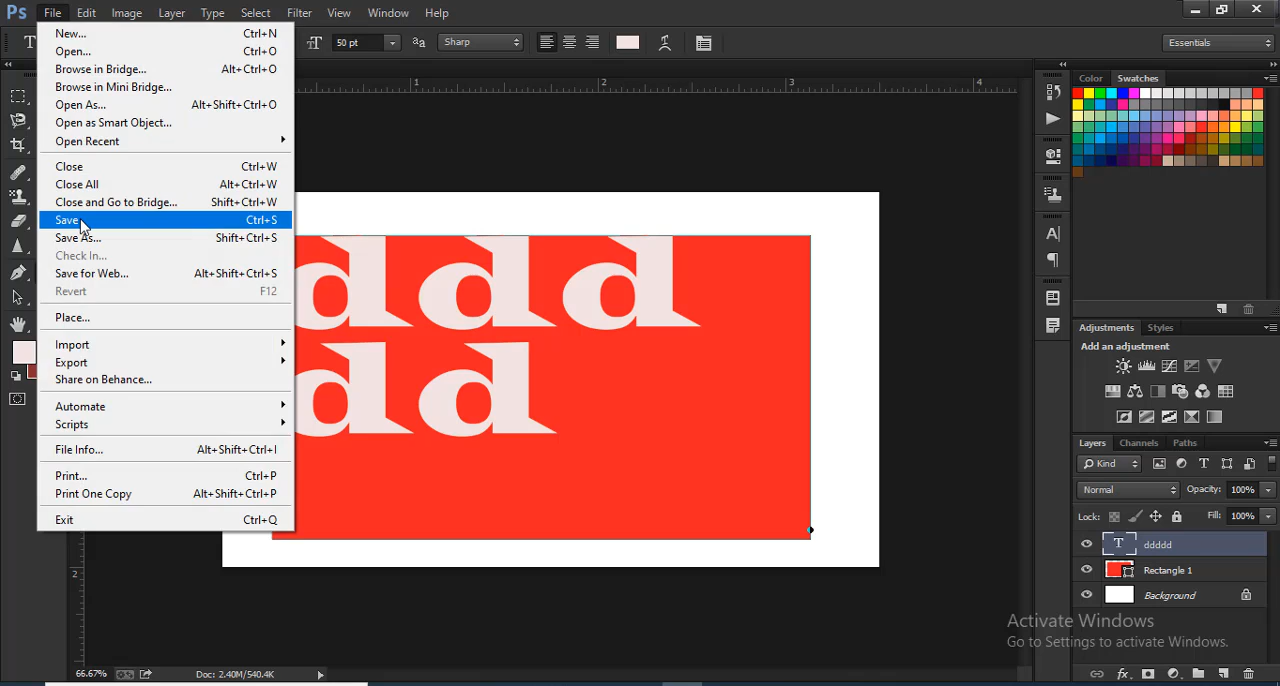 Ps File Edit Image Layer Type Select Filter View Window Help
T 50 pt aa Sharp Essentials
New... Ctrl+N
Open... Ctrl+O
Browse in Bridge... Alt+Ctrl+O
Browse in Mini Bridge...
Open As... Alt+Shift+Ctrl+O
Open as Smart Object...
Open Recent
Close Ctrl+W
Close All Alt+Ctrl+W
Close and Go to Bridge... Shift+Ctrl+W
Save Ctrl+S
Save As... Shift+Ctrl+S
Check In...
Save for Web... Alt+Shift+Ctrl+S
Revert F12
Place...
Import
Export
Share on Behance...
Automate
Scripts
File Info... Alt+Shift+Ctrl+I
Print... Ctrl+P
Print One Copy Alt+Shift+Ctrl+P
Exit Ctrl+Q
1 2 3 4
2
ddd
dd
Color Swatches
A
Adjustments Styles
Add an adjustment
Layers Channels Paths
Kind T
Normal Opacity: 100%
Lock: Fill: 100%
T ddddd
Rectangle 1
Background
fx
Activate Windows
Go to Settings to activate Windows.
66.67% Doc: 2.40M/540.4K